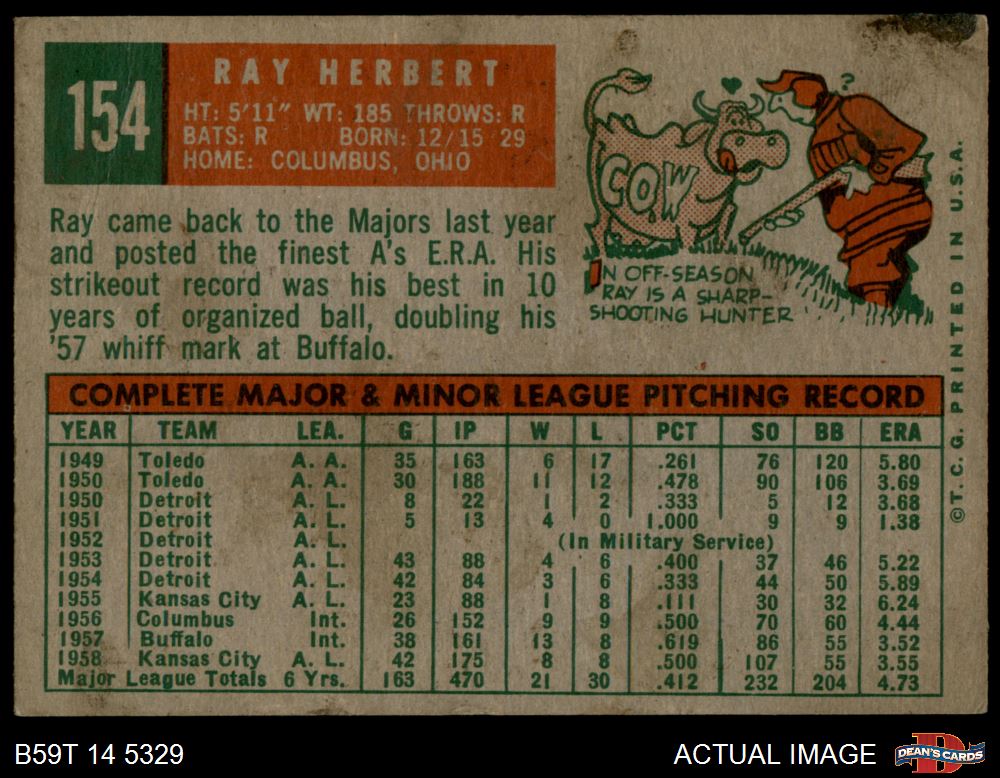 154
RAY HERBERT
HT: 5'11" WT: 185 THROWS: R
BATS: R BORN: 12/15 29
HOME: COLUMBUS, OHIO
COW
?
IN OFF-SEASON
RAY IS A SHARP-
SHOOTING HUNTER
Ray came back to the Majors last year
and posted the finest A's E.R.A. His
strikeout record was his best in 10
years of organized ball, doubling his
'57 whiff mark at Buffalo.
©T. C. G. PRINTED IN U.S.A.
COMPLETE MAJOR & MINOR LEAGUE PITCHING RECORD
YEAR TEAM LEA. G IP W L PCT SO BB ERA
1949 Toledo A. A. 35 163 6 17 .261 76 120 5.80
1950 Toledo A. A. 30 188 11 12 .478 90 106 3.69
1950 Detroit A. L. 8 22 1 2 .333 5 12 3.68
1951 Detroit A. L. 5 13 4 0 1.000 9 9 1.38
1952 Detroit A. L. (In Military Service)
1953 Detroit A. L. 43 88 4 6 .400 37 46 5.22
1954 Detroit A. L. 42 84 3 6 .333 44 50 5.89
1955 Kansas City A. L. 23 88 1 8 .111 30 32 6.24
1956 Columbus Int. 26 152 9 9 .500 70 60 4.44
1957 Buffalo Int. 38 161 13 8 .619 86 55 3.52
1958 Kansas City A. L. 42 175 8 8 .500 107 55 3.55
Major League Totals 6 Yrs. 163 470 21 30 .412 232 204 4.73
B59T 14 5329
ACTUAL IMAGE
D
DEAN'S CARDS